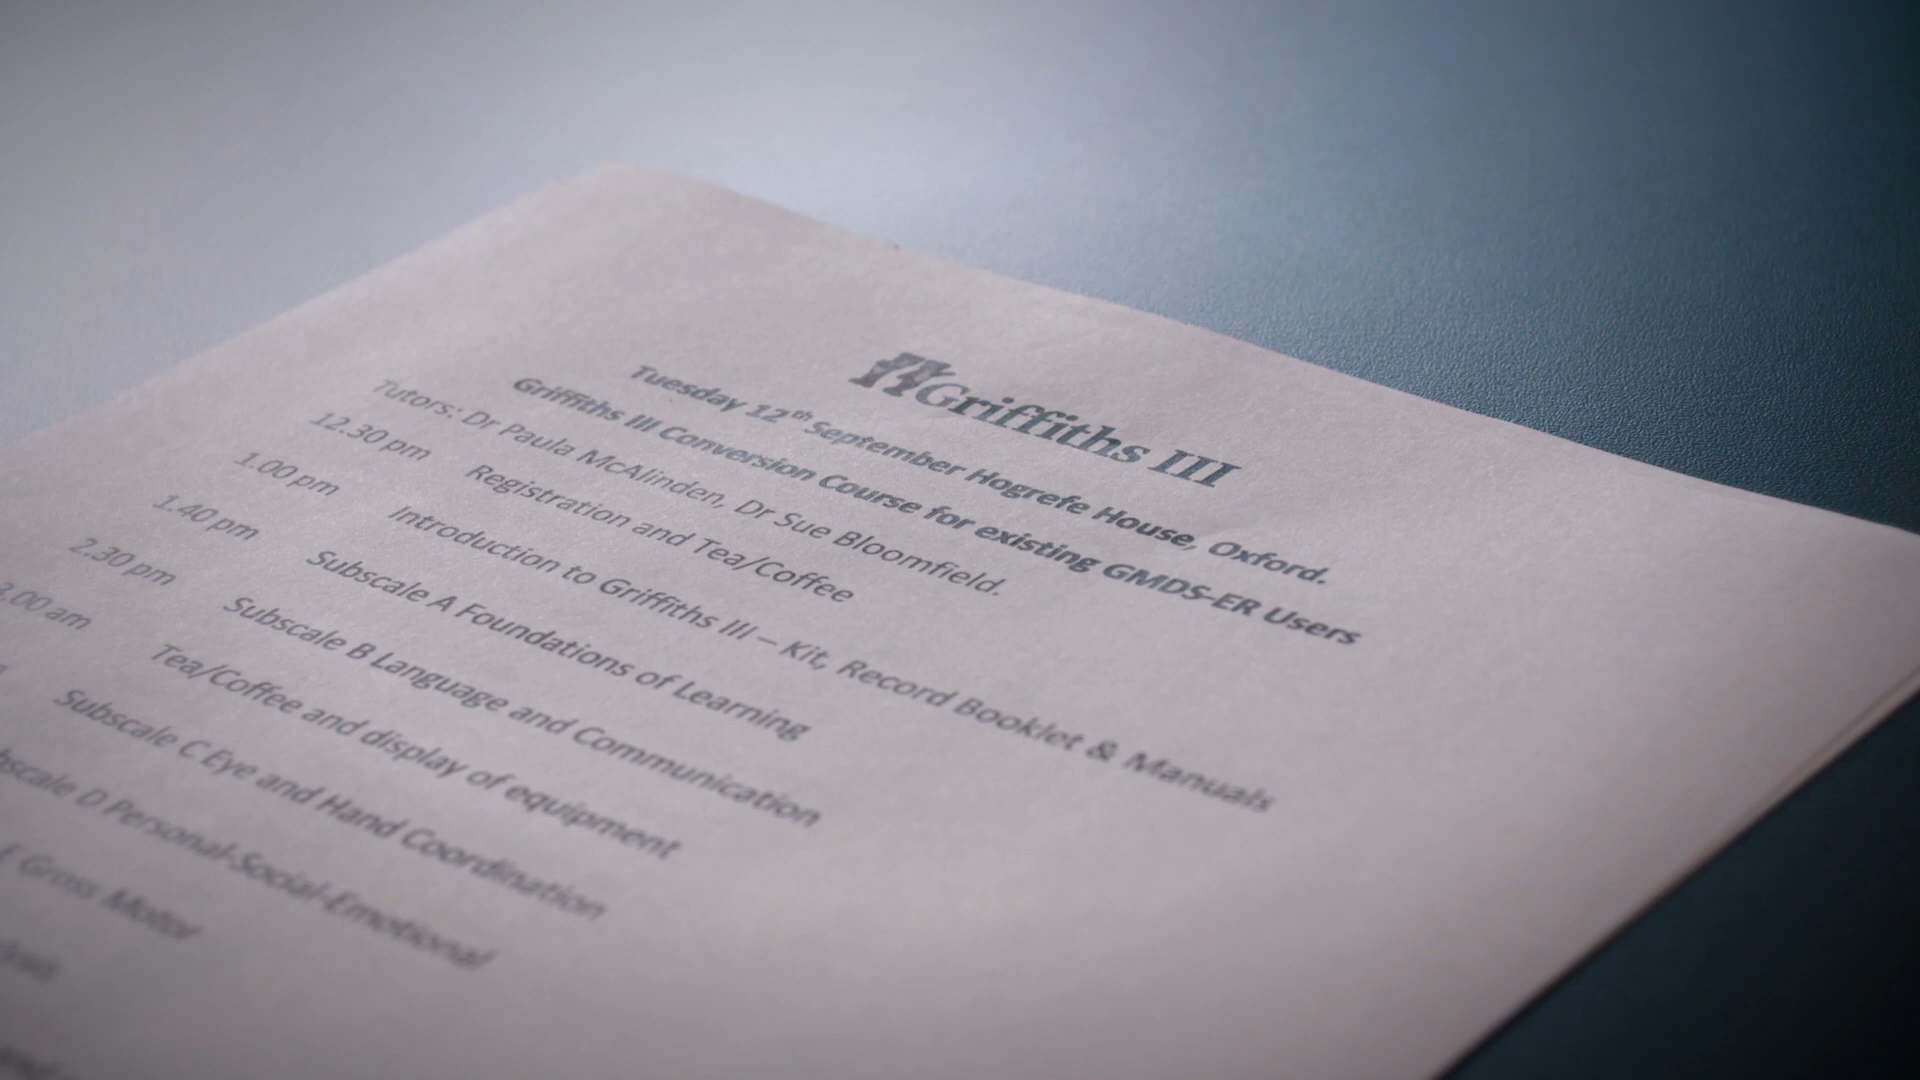 Griffiths III
Tuesday 12th September Hogrefe House, Oxford.
Griffiths III Conversion Course for existing GMDS-ER Users
Tutors: Dr Paula McAlinden, Dr Sue Bloomfield.
12.30 pm Registration and Tea/Coffee
1.00 pm Introduction to Griffiths III – Kit, Record Booklet & Manuals
1.40 pm Subscale A Foundations of Learning
2.30 pm Subscale B Language and Communication
3.00 am Tea/Coffee and display of equipment
Subscale C Eye and Hand Coordination
D Personal-Social-Emotional
E Gross Motor